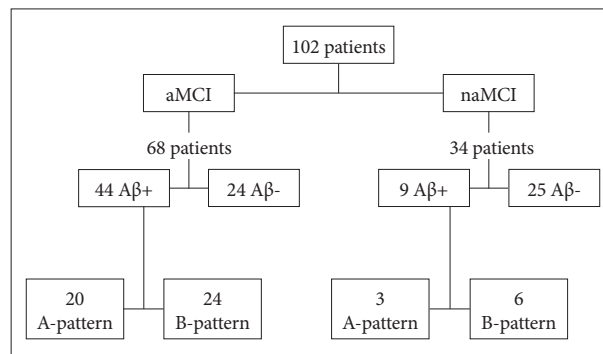 102 patients
aMCI
naMCI
68 patients
34 patients
44 Aβ+
24 Aβ-
9 Aβ+
25 Aβ-
20
A-pattern
24
B-pattern
3
A-pattern
6
B-pattern